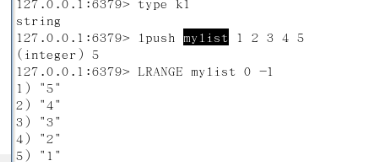 127.0.0.1:6379> type k1
string
127.0.0.1:6379> lpush mylist 1 2 3 4 5
(integer) 5
127.0.0.1:6379> LRANGE mylist 0 -1
1) "5"
2) "4"
3) "3"
4) "2"
5) "1"